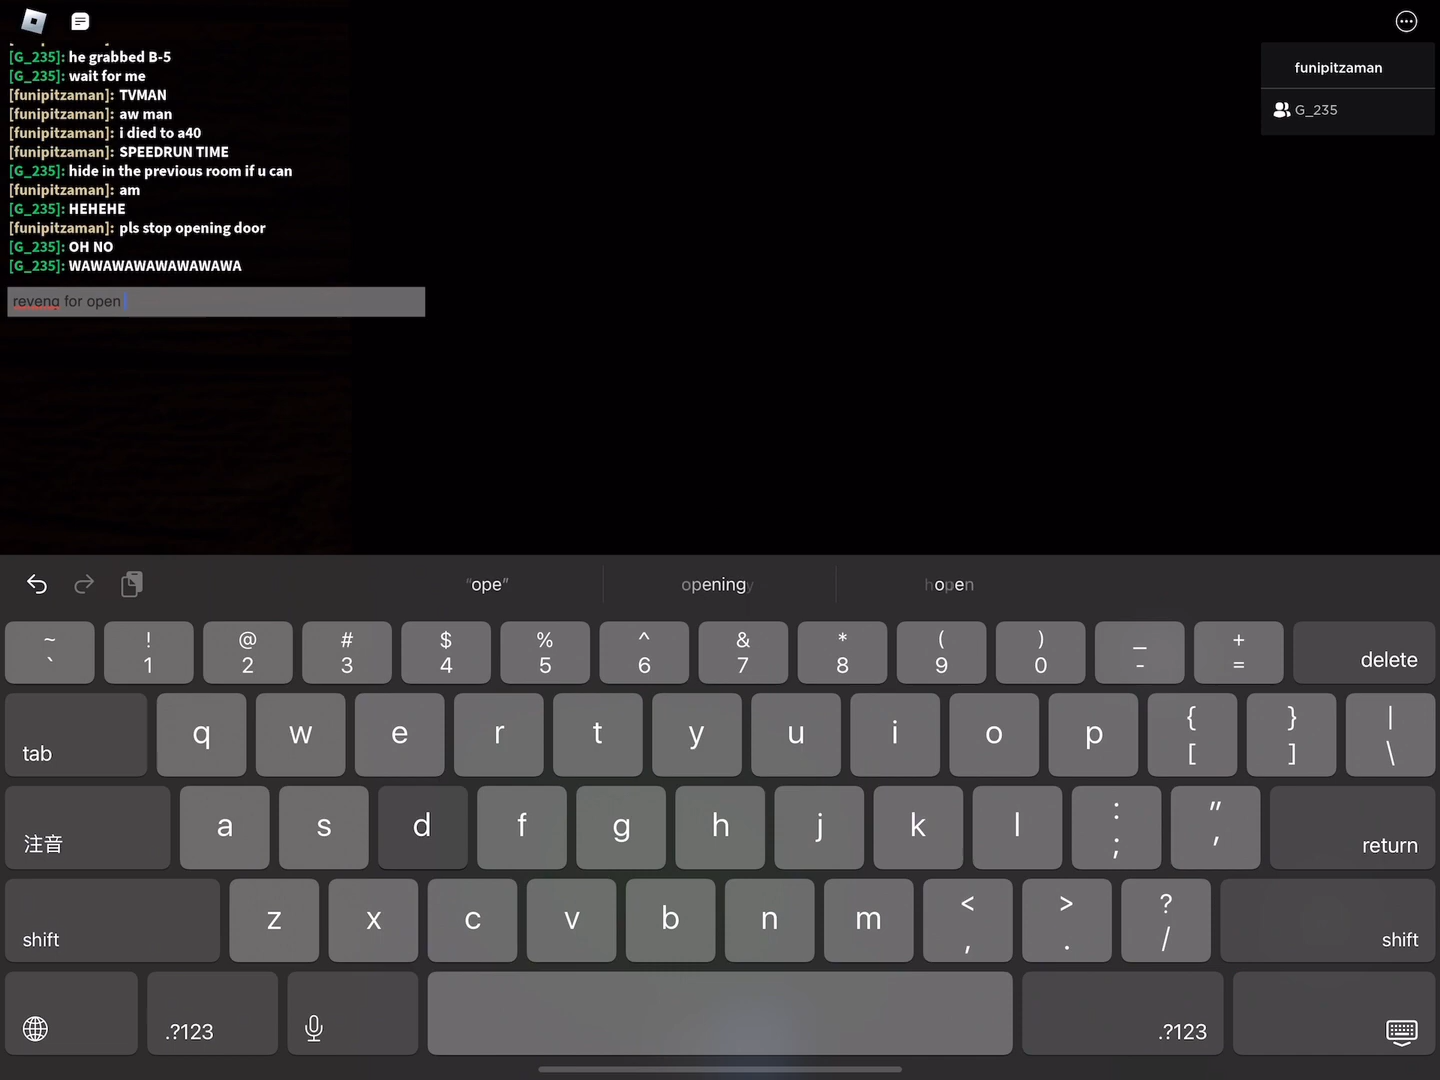 [G_235]: he grabbed B-5
[G_235]: wait for me
[funipitzaman]: TVMAN
[funipitzaman]: aw man
[funipitzaman]: i died to a40
[funipitzaman]: SPEEDRUN TIME
[G_235]: hide in the previous room if u can
[funipitzaman]: am
[G_235]: HEHEHE
[funipitzaman]: pls stop opening door
[G_235]: OH NO
[G_235]: WAWAWAWAWAWAWAWA
reveng for open
funipitzaman
G_235
"ope" opening hopen
~ ! @ # $ % ^ & * ( ) _ +
` 1 2 3 4 5 6 7 8 9 0 - = delete
tab q w e r t y u i o p { [ } ] | \
注音 a s d f g h j k l : ; " ' return
shift z x c v b n m < , > . ? / shift
.?123 .?123